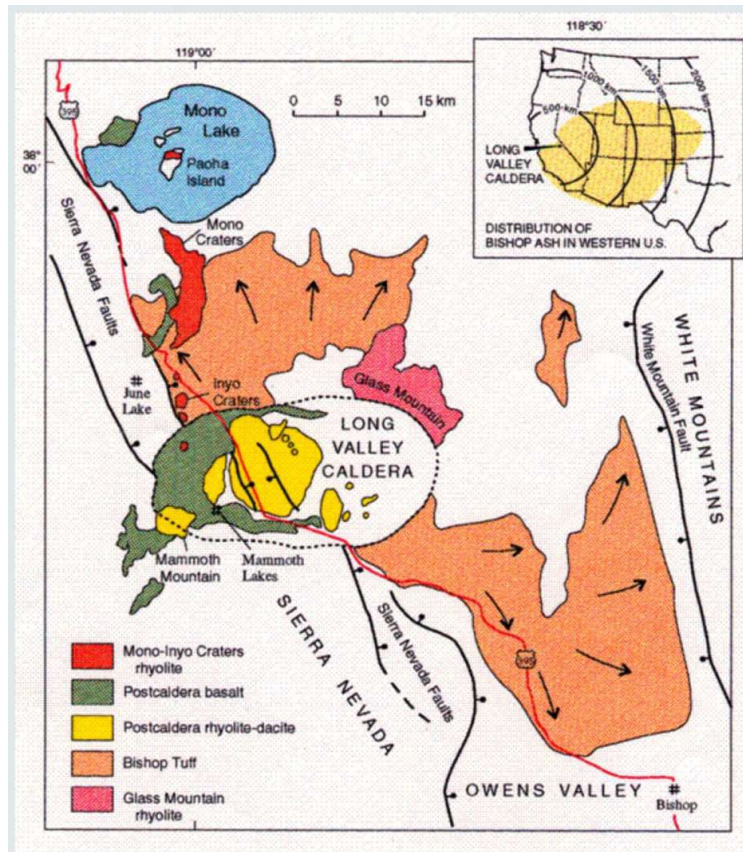 119°00'
118°30'
395
Mono
Lake
Paoha
Island
38°
00'
0 5 10 15 km
500-km
1000-km
1500-km
2000-km
LONG
VALLEY
CALDERA
DISTRIBUTION OF
BISHOP ASH IN WESTERN U.S.
Mono
Craters
Sierra Nevada Faults
June
Lake
Inyo
Craters
Glass Mountain
LONG
VALLEY
CALDERA
WHITE MOUNTAINS
White Mountain Fault
Mammoth
Mountain
Mammoth
Lakes
SIERRA NEVADA
Sierra Nevada
Faults
395
OWENS VALLEY
Bishop
Mono-Inyo Craters
rhyolite
Postcaldera basalt
Postcaldera rhyolite-dacite
Bishop Tuff
Glass Mountain
rhyolite